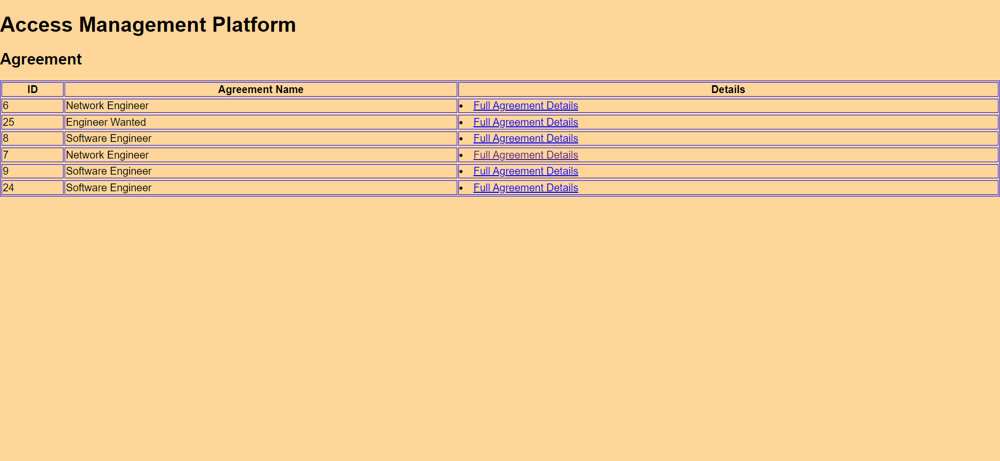 Access Management Platform
Agreement
ID Agreement Name Details
6 Network Engineer • Full Agreement Details
25 Engineer Wanted • Full Agreement Details
8 Software Engineer • Full Agreement Details
7 Network Engineer • Full Agreement Details
9 Software Engineer • Full Agreement Details
24 Software Engineer • Full Agreement Details